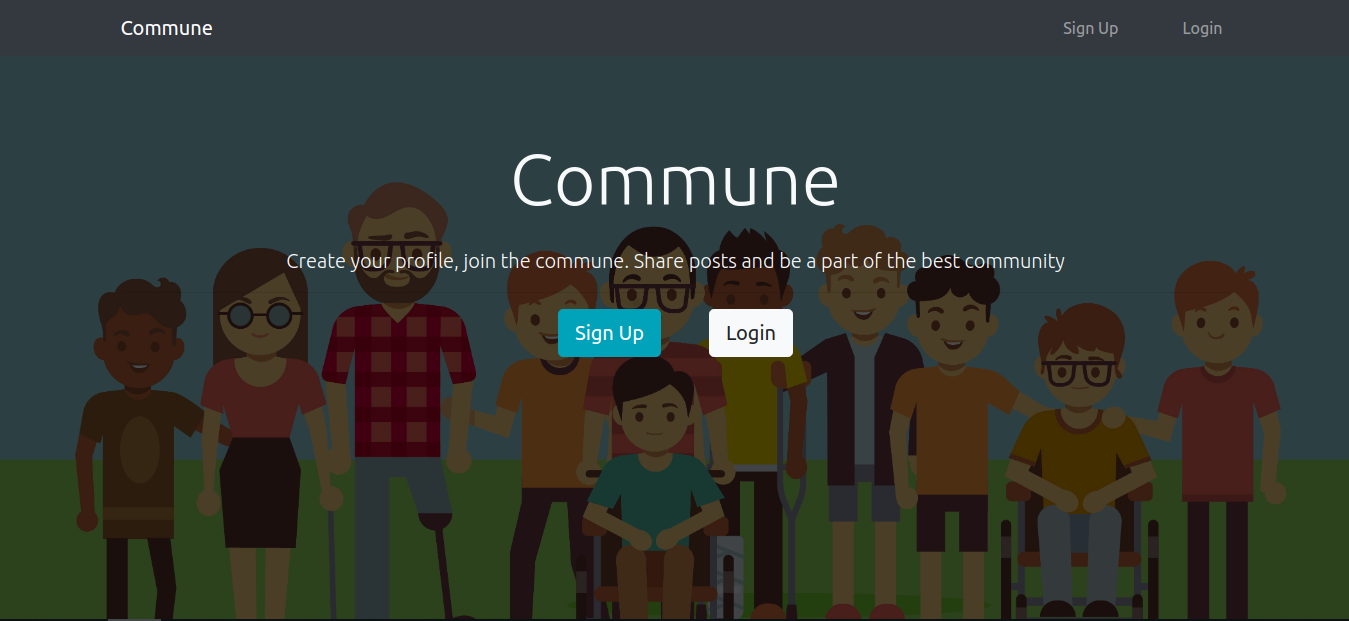 Commune
Sign Up
Login
Commune
Create your profile, join the commune. Share posts and be a part of the best community
Sign Up
Login